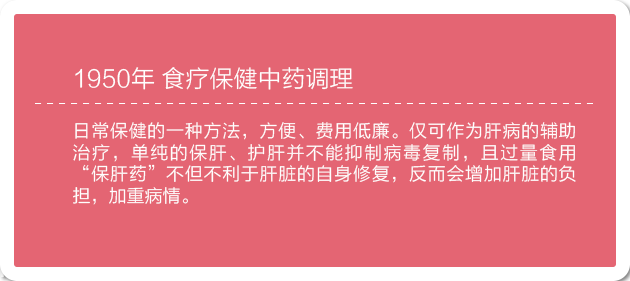 1950年 食疗保健中药调理
日常保健的一种方法，方便、费用低廉。仅可作为肝病的辅助
治疗，单纯的保肝、护肝并不能抑制病毒复制，且过量食用
“保肝药”不但不利于肝脏的自身修复，反而会增加肝脏的负
担，加重病情。